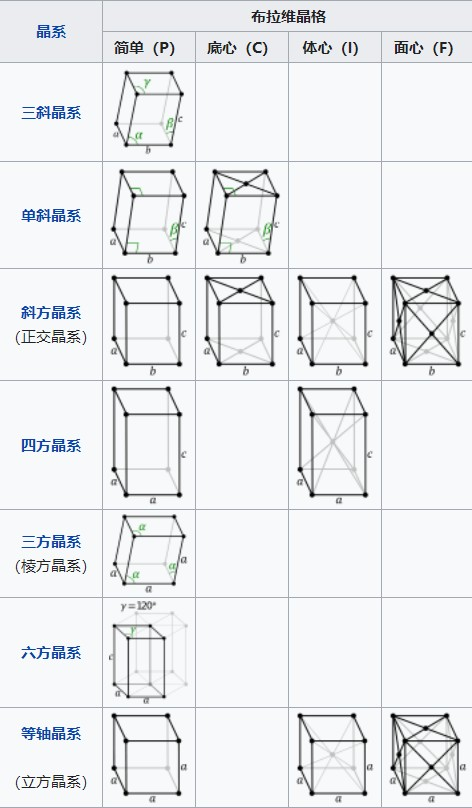 晶系
布拉维晶格
简单（P）
底心（C）
体心（I）
面心（F）
三斜晶系
γ
a
α
β
c
b
单斜晶系
a
β
c
b
a
β
c
b
斜方晶系
(正交晶系)
a
c
b
a
c
b
a
c
b
a
c
b
四方晶系
a
c
a
a
c
a
三方晶系
(棱方晶系)
α
a
α
α
a
a
六方晶系
γ=120°
γ
c
a
a
等轴晶系
(立方晶系)
a
a
a
a
a
a
a
a
a